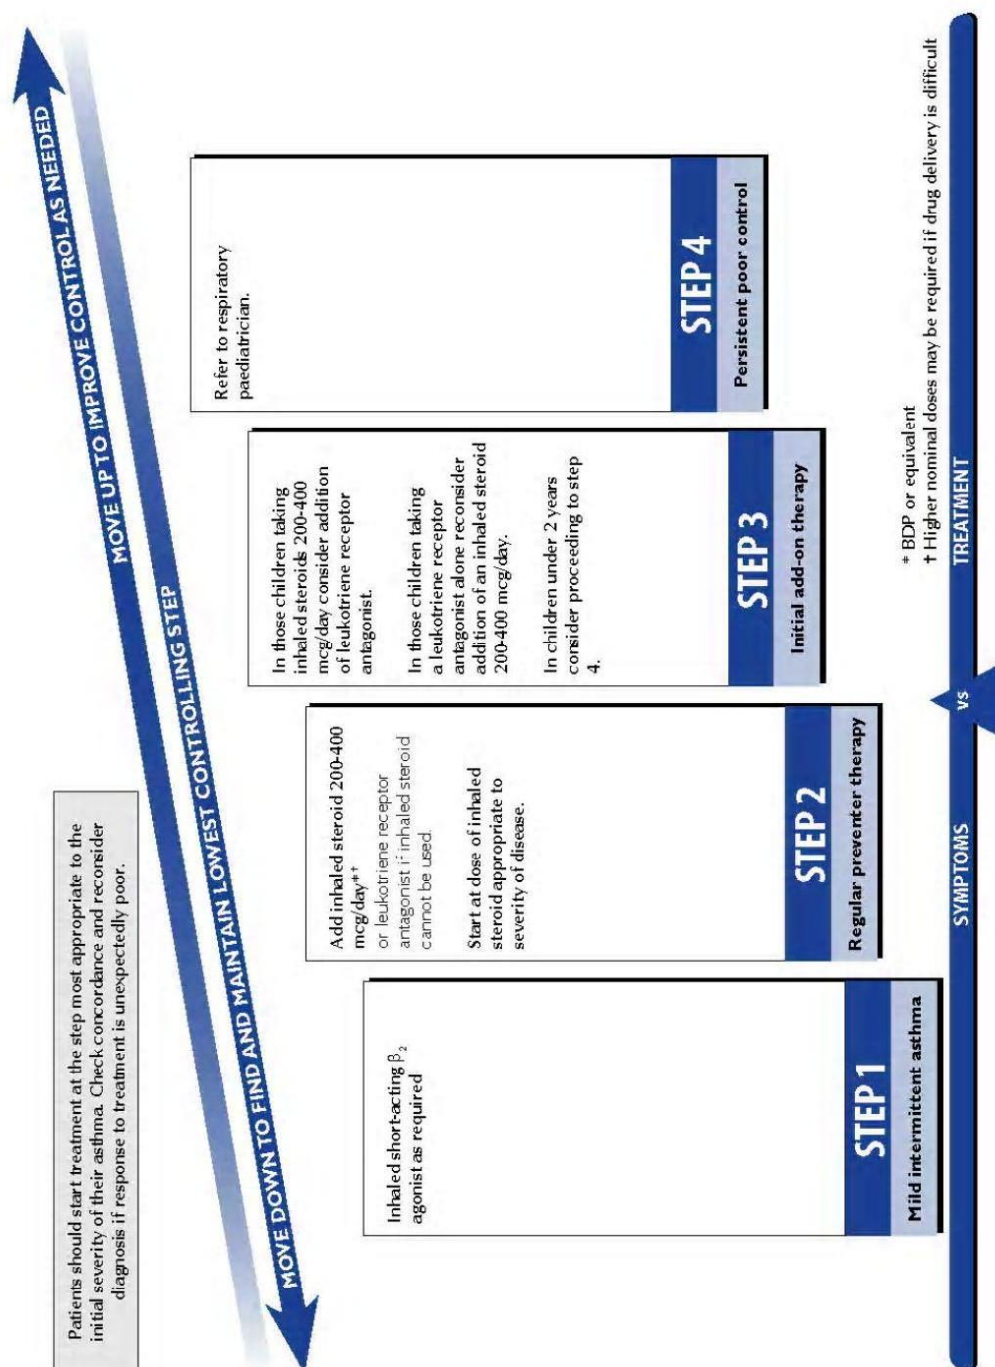 Patients should start treatment at the step most appropriate to the
initial severity of their asthma. Check concordance and reconsider
diagnosis if response to treatment is unexpectedly poor.
MOVE UP TO IMPROVE CONTROL AS NEEDED
MOVE DOWN TO FIND AND MAINTAIN LOWEST CONTROLLING STEP
Inhaled short-acting β₂
agonist as required
STEP 1
Mild intermittent asthma
Add inhaled steroid 200-400
mcg/day*†
or leukotriene receptor
antagonist if inhaled steroid
cannot be used.
Start at dose of inhaled
steroid appropriate to
severity of disease.
STEP 2
Regular preventer therapy
In those children taking
inhaled steroids 200-400
mcg/day consider addition
of leukotriene receptor
antagonist.
In those children taking
a leukotriene receptor
antagonist alone reconsider
addition of an inhaled steroid
200-400 mcg/day.
In children under 2 years
consider proceeding to step
4.
STEP 3
Initial add-on therapy
Refer to respiratory
paediatrician.
STEP 4
Persistent poor control
* BDP or equivalent
† Higher nominal doses may be required if drug delivery is difficult
SYMPTOMS vs TREATMENT